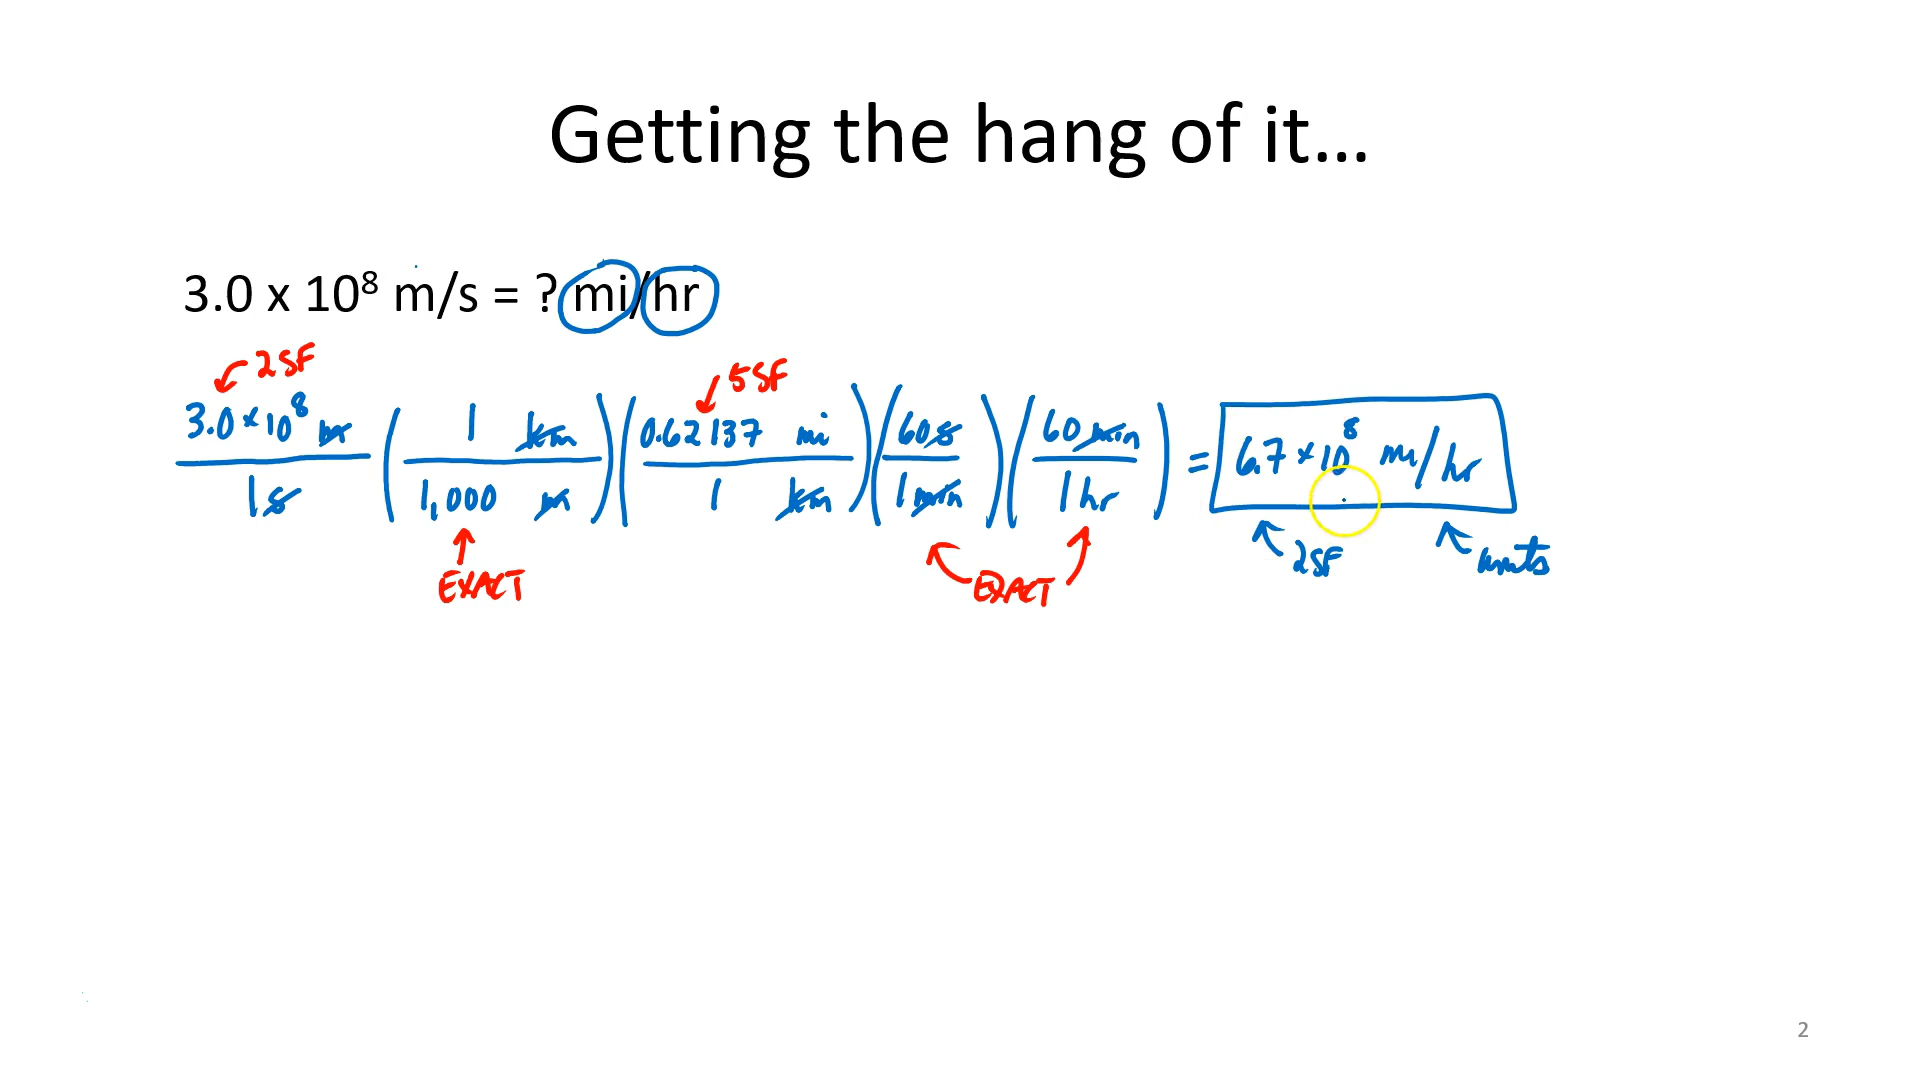 Getting the hang of it...
3.0 x 10⁸ m/s = ? mi/hr
2SF
5SF
3.0 × 10⁸ m / 1 s ( 1 km / 1,000 m ) ( 0.62137 mi / 1 km ) ( 60 s / 1 min ) ( 60 min / 1 hr ) = 6.7 × 10⁸ mi/hr
EXACT
EXACT
2SF
units
2